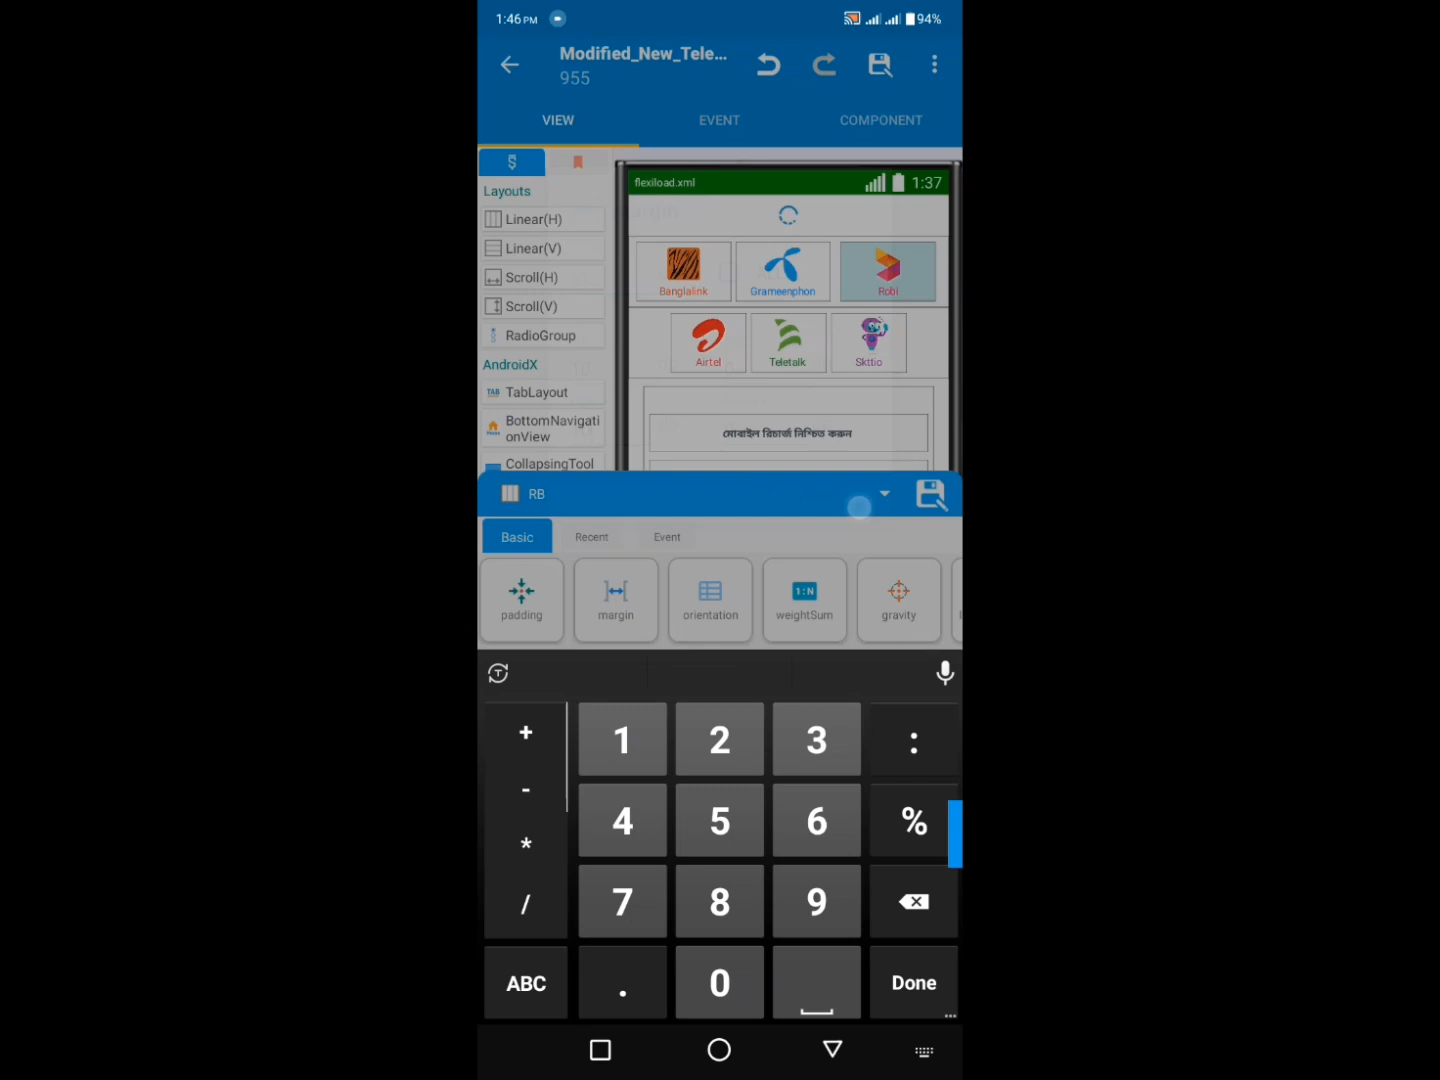 1:46 PM
94%
Modified_New_Tele...
955
VIEW
EVENT
COMPONENT
Layouts
Linear(H)
Linear(V)
Scroll(H)
Scroll(V)
RadioGroup
AndroidX
TAB TabLayout
BottomNavigati
onView
CollapsingTool
flexiload.xml
1:37
Banglalink
Grameenphon
Robi
Airtel
Teletalk
Skttio
মোবাইল রিচার্জ নিশ্চিত করুন
RB
Basic
Recent
Event
padding
margin
orientation
1:N
weightSum
gravity
+
1
2
3
:
-
4
5
6
%
*
7
8
9
/
ABC
.
0
Done